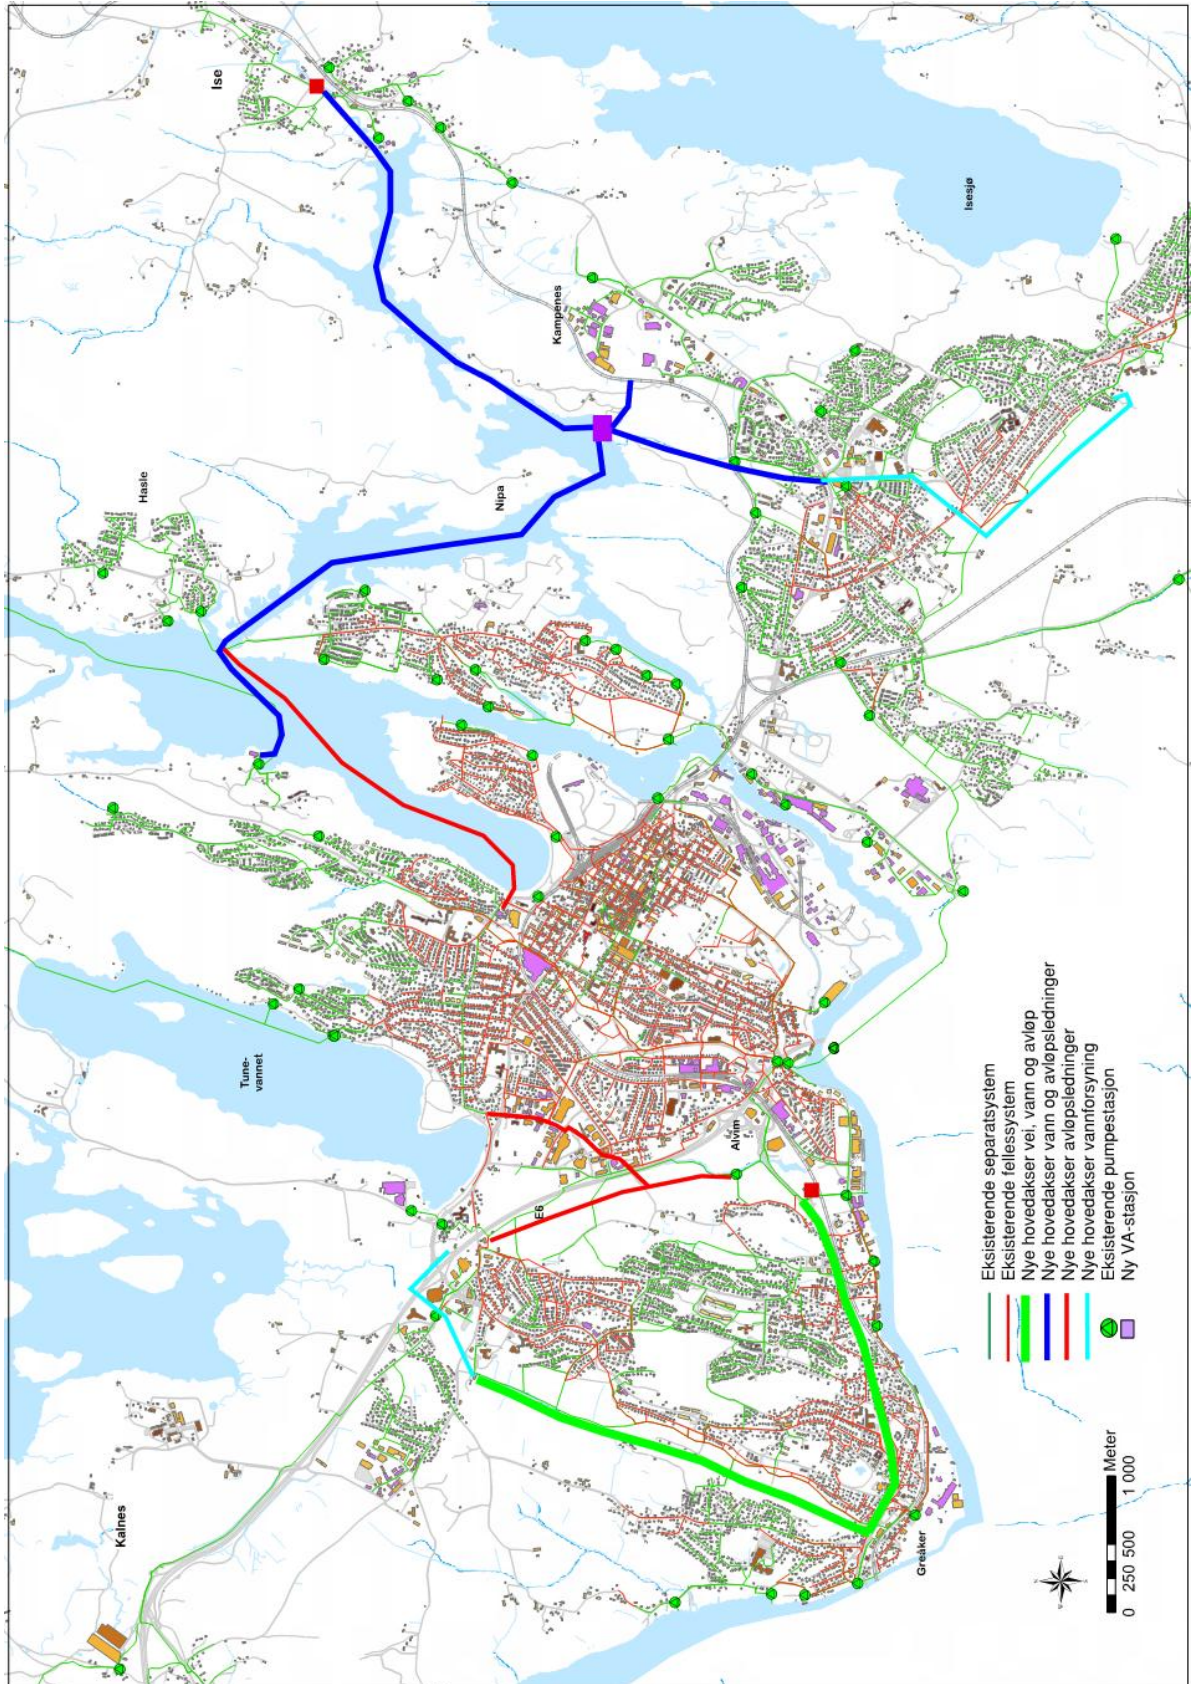 Ise
Isesjø
Kampenes
Hasle
Nipa
Tune-
vannet
Alvim
E6
Kalnes
Greåker
Eksisterende separatsystem
Eksisterende fellessystem
Nye hovedakser vei, vann og avløp
Nye hovedakser vann og avløpsledninger
Nye hovedakser avløpsledninger
Nye hovedakser vannforsyning
Eksisterende pumpestasjon
Ny VA-stasjon
0 250 500 1 000
Meter